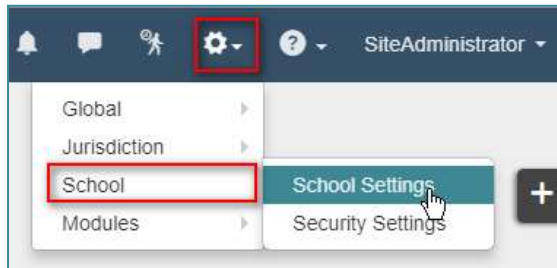 SiteAdministrator
Global
Jurisdiction
School
School Settings
Modules
Security Settings